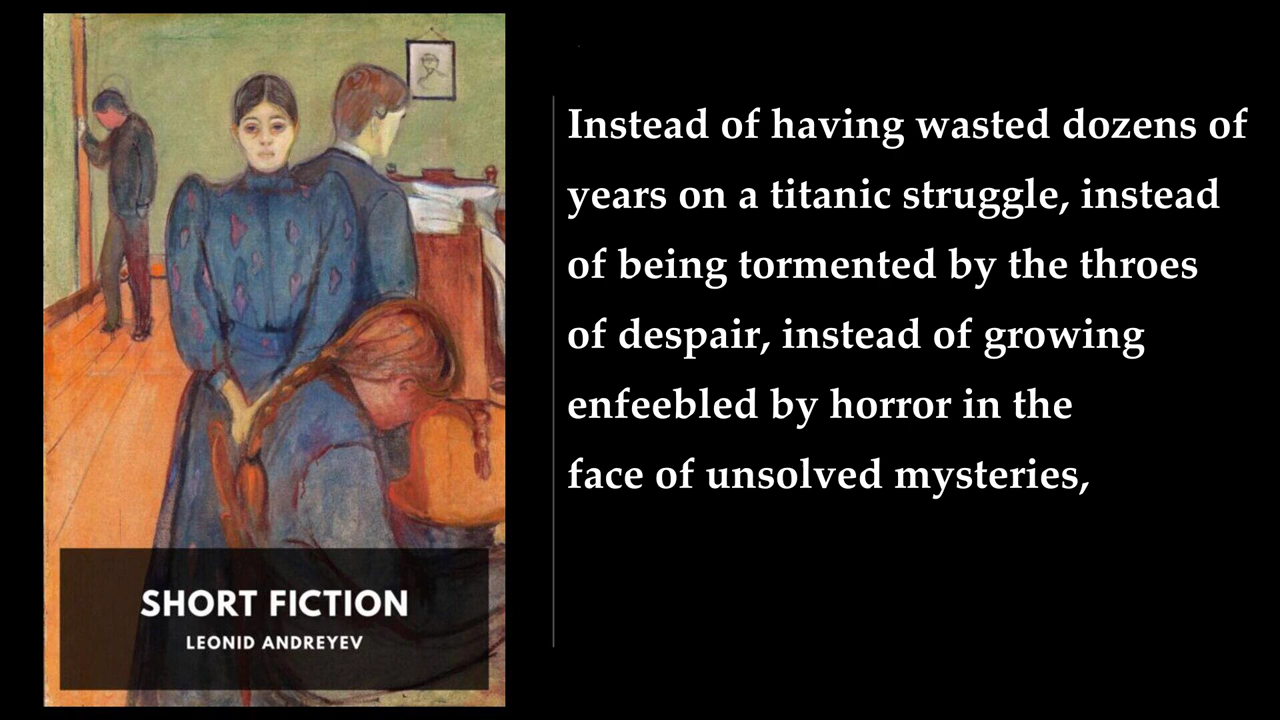 SHORT FICTION
LEONID ANDREYEV
Instead of having wasted dozens of
years on a titanic struggle, instead
of being tormented by the throes
of despair, instead of growing
enfeebled by horror in the
face of unsolved mysteries,